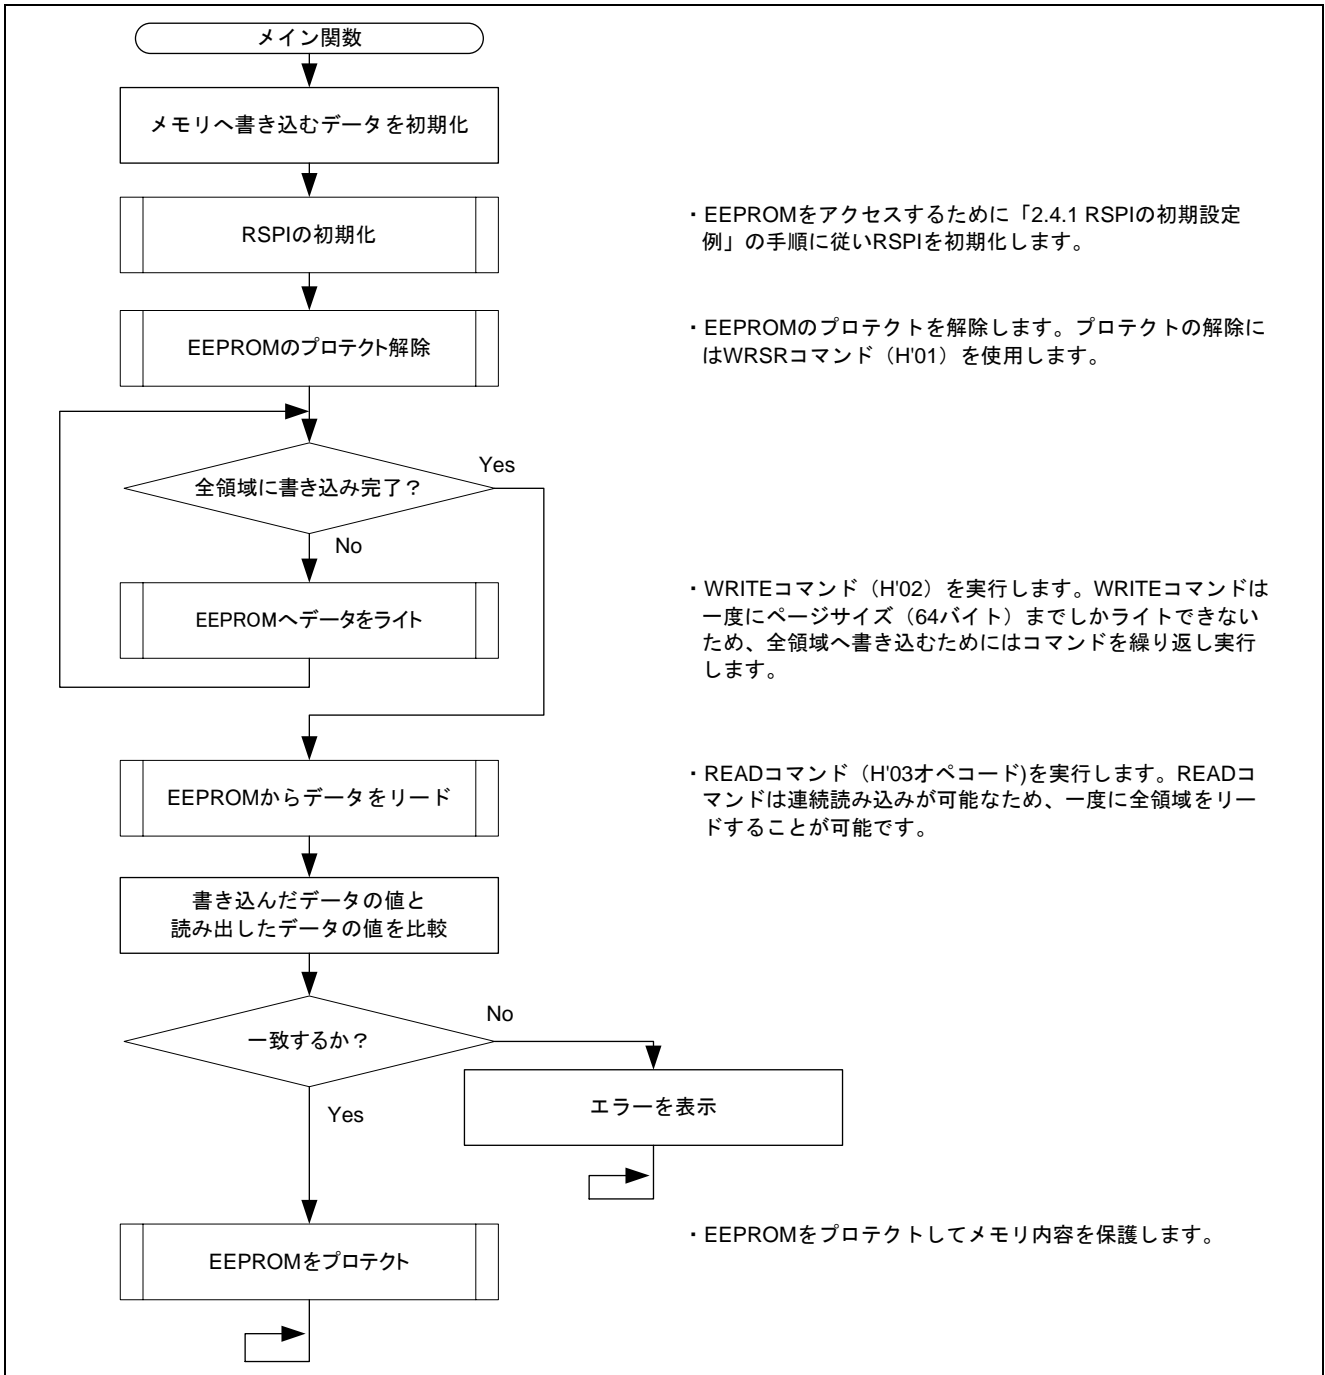 メイン関数
メモリへ書き込むデータを初期化
RSPIの初期化
・EEPROMをアクセスするために「2.4.1 RSPIの初期設定
例」の手順に従いRSPIを初期化します。
EEPROMのプロテクト解除
・EEPROMのプロテクトを解除します。プロテクトの解除に
はWRSRコマンド（H'01）を使用します。
Yes
全領域に書き込み完了？
No
EEPROMへデータをライト
・WRITEコマンド（H'02）を実行します。WRITEコマンドは
一度にページサイズ（64バイト）までしかライトできない
ため、全領域へ書き込むためにはコマンドを繰り返し実行
します。
EEPROMからデータをリード
・READコマンド（H'03オペコード)を実行します。READコ
マンドは連続読み込みが可能なため、一度に全領域をリー
ドすることが可能です。
書き込んだデータの値と
読み出したデータの値を比較
No
一致するか？
エラーを表示
Yes
EEPROMをプロテクト
・EEPROMをプロテクトしてメモリ内容を保護します。